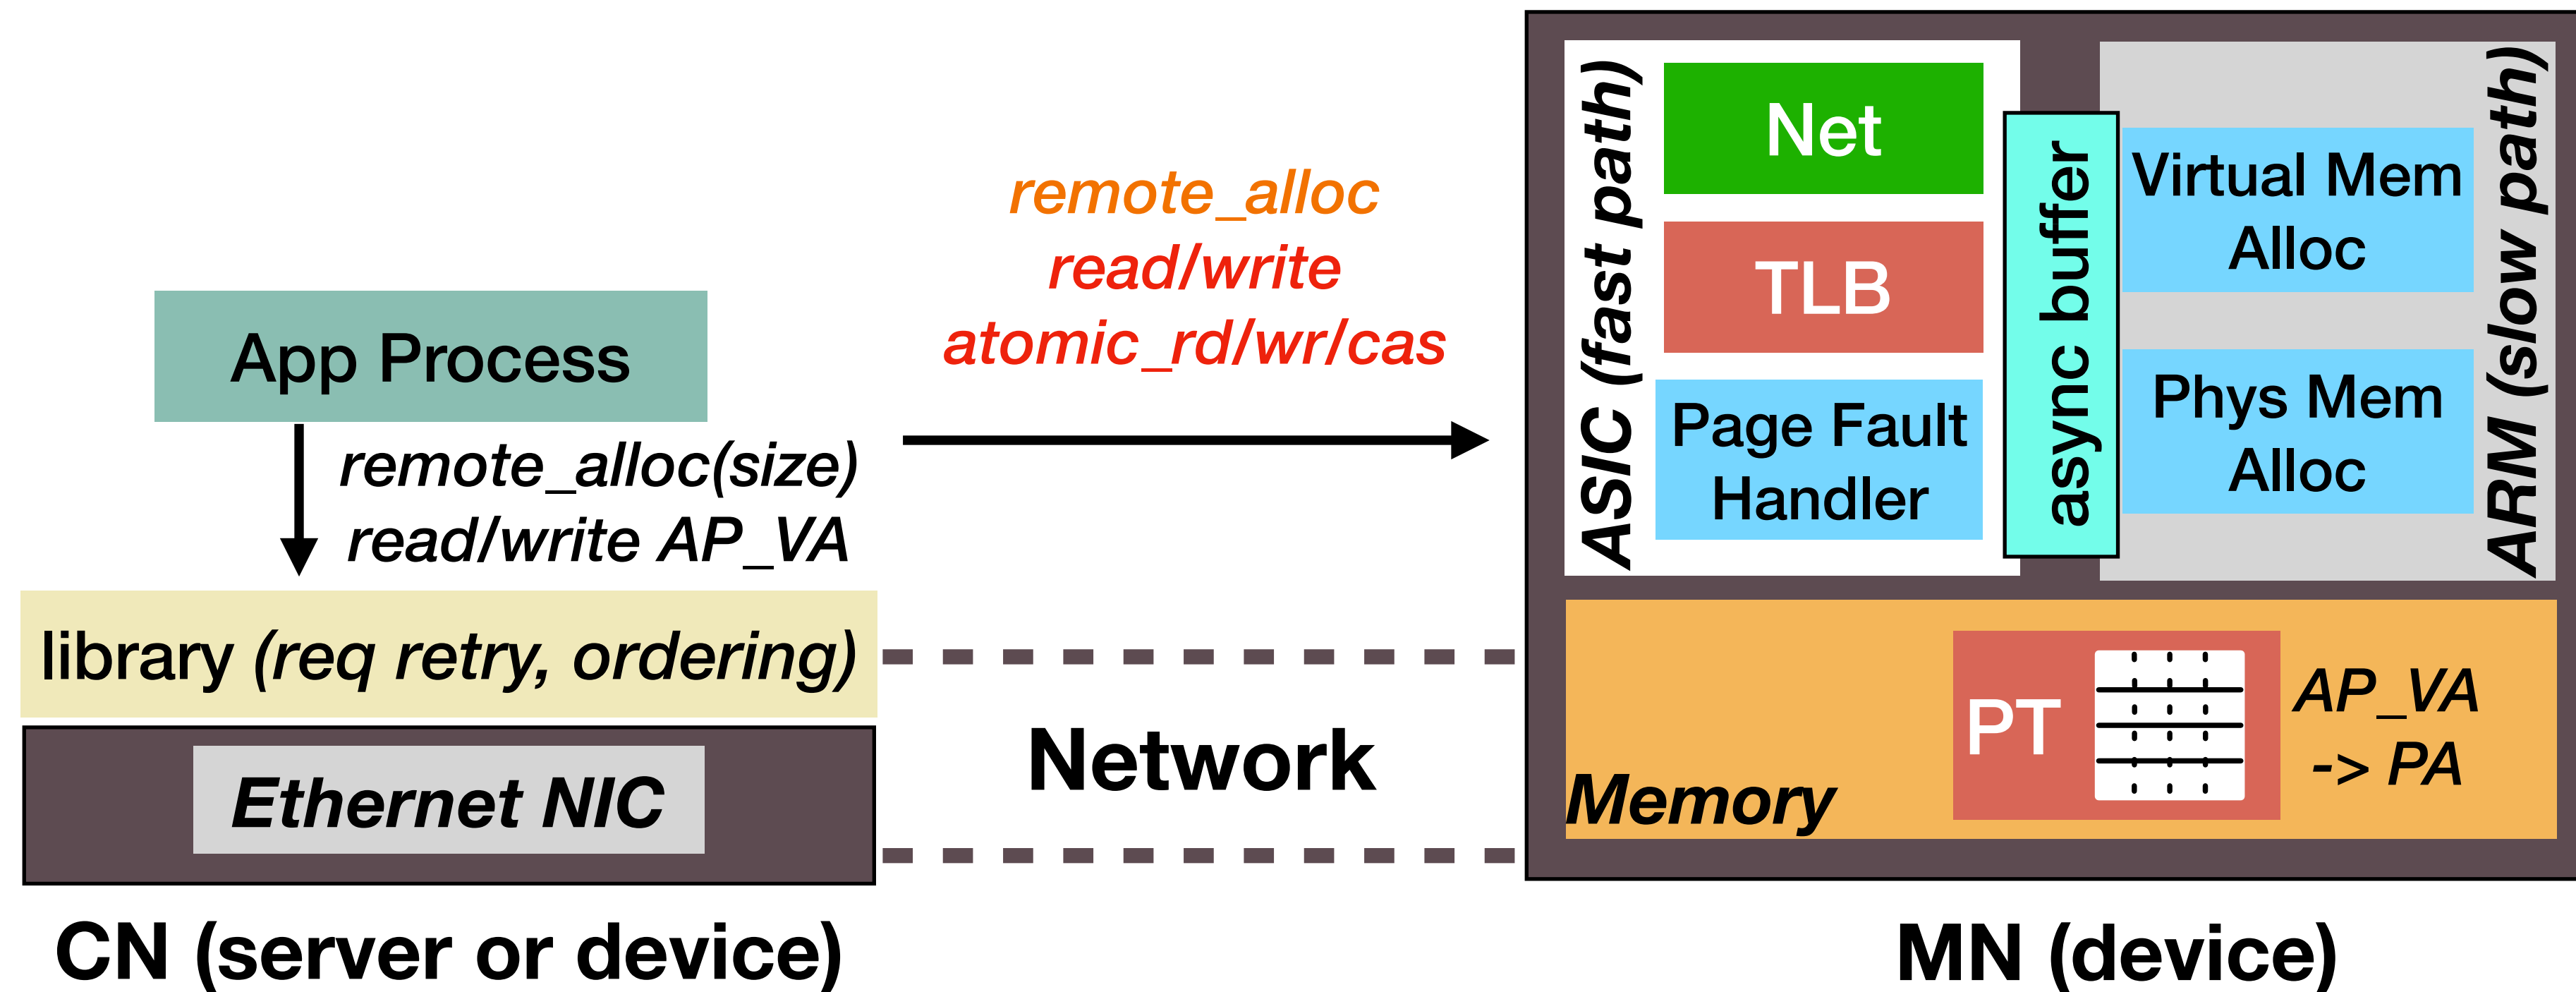 App Process
remote_alloc(size)
read/write AP_VA
library (req retry, ordering)
Ethernet NIC
CN (server or device)
remote_alloc
read/write
atomic_rd/wr/cas
Network
ASIC (fast path)
Net
TLB
Page Fault
Handler
async buffer
Virtual Mem
Alloc
Phys Mem
Alloc
ARM (slow path)
Memory
PT
AP_VA
-> PA
MN (device)